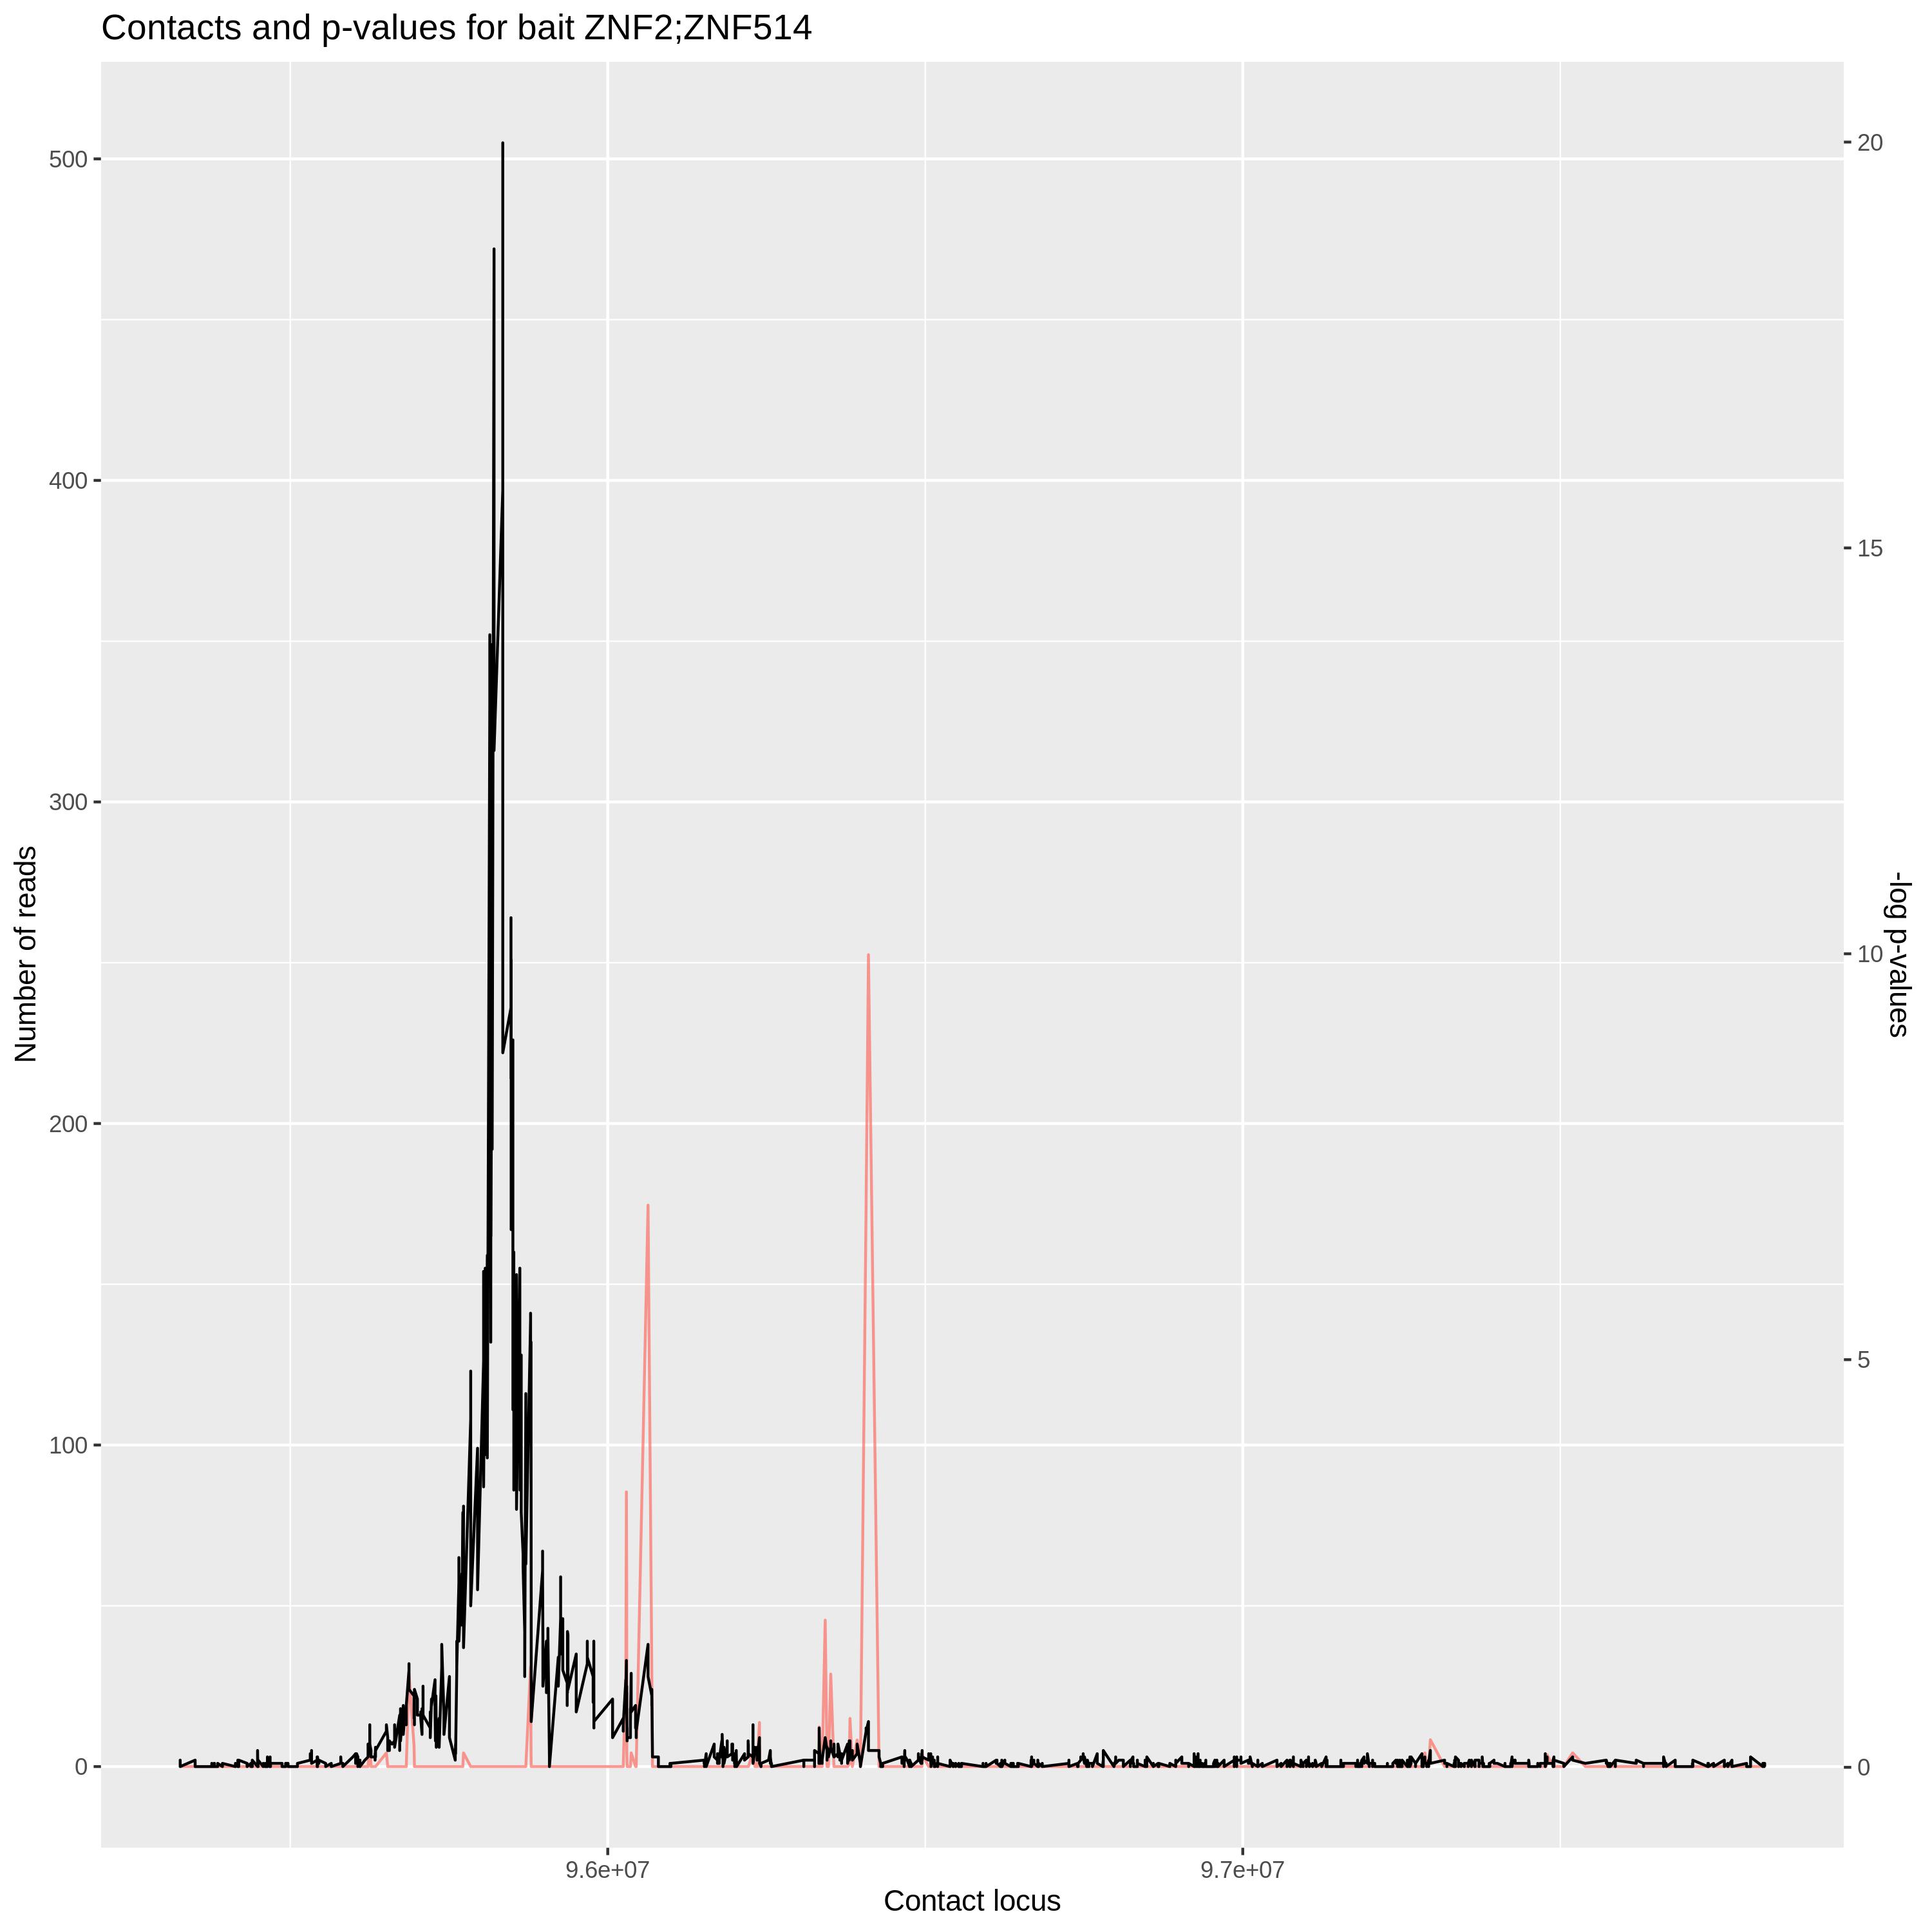 Contacts and p-values for bait ZNF2;ZNF514
500
400
300
200
100
0
Number of reads
20
15
10
5
0
-log p-values
9.6e+07
9.7e+07
Contact locus